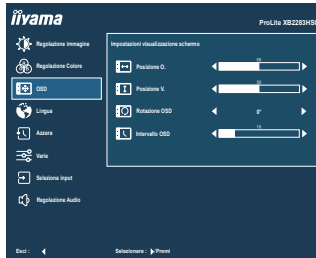 iiyama
ProLite XB2283HS
Regolazione immagine
Regolazione Colore
OSD
Lingua
Azzera
Varie
Seleziona input
Regolazione Audio
Impostazioni visualizzazione schermo
Posizione O.
50
Posizione V.
50
Rotazione OSD
0°
Intervallo OSD
10
Esci :
Selezionare : /Premi